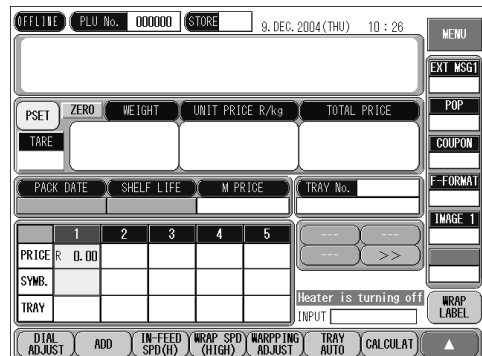 OFFLINE PLU No. 000000 STORE 9. DEC. 2004 (THU) 10 : 26 MENU
EXT MSG1
PSET ZERO WEIGHT UNIT PRICE R/kg TOTAL PRICE POP
TARE COUPON
PACK DATE SHELF LIFE M PRICE TRAY No. F-FORMAT
IMAGE 1
1 2 3 4 5 --- ---
PRICE R 0.00 --- >>
SYMB.
Heater is turning off
TRAY INPUT WRAP LABEL
DIAL ADJUST ADD IN-FEED SPD(H) WRAP SPD (HIGH) WARPPING ADJUST TRAY AUTO CALCULAT ▲